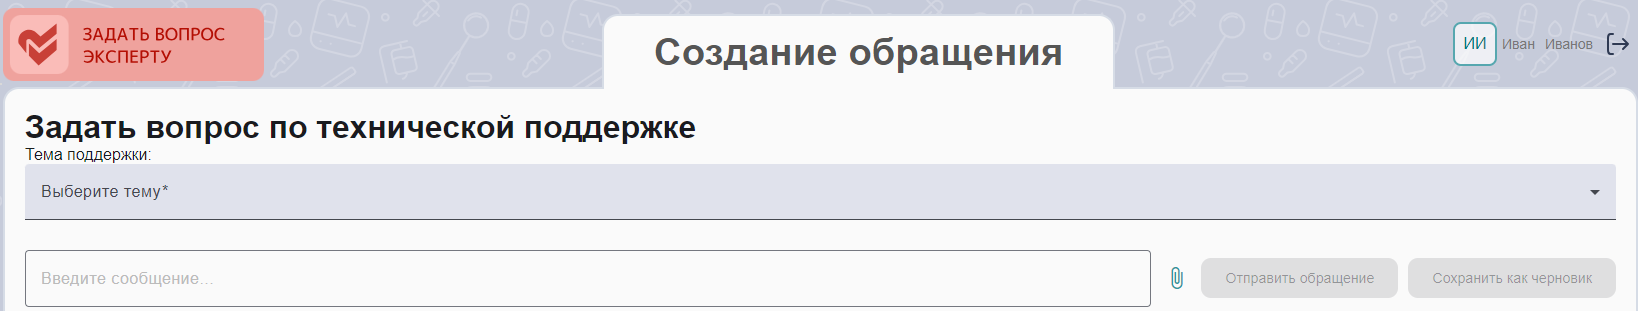 ЗАДАТЬ ВОПРОС
ЭКСПЕРТУ
Создание обращения
ИИ Иван Иванов
Задать вопрос по технической поддержке
Тема поддержки:
Выберите тему*
Введите сообщение...
Отправить обращение
Сохранить как черновик